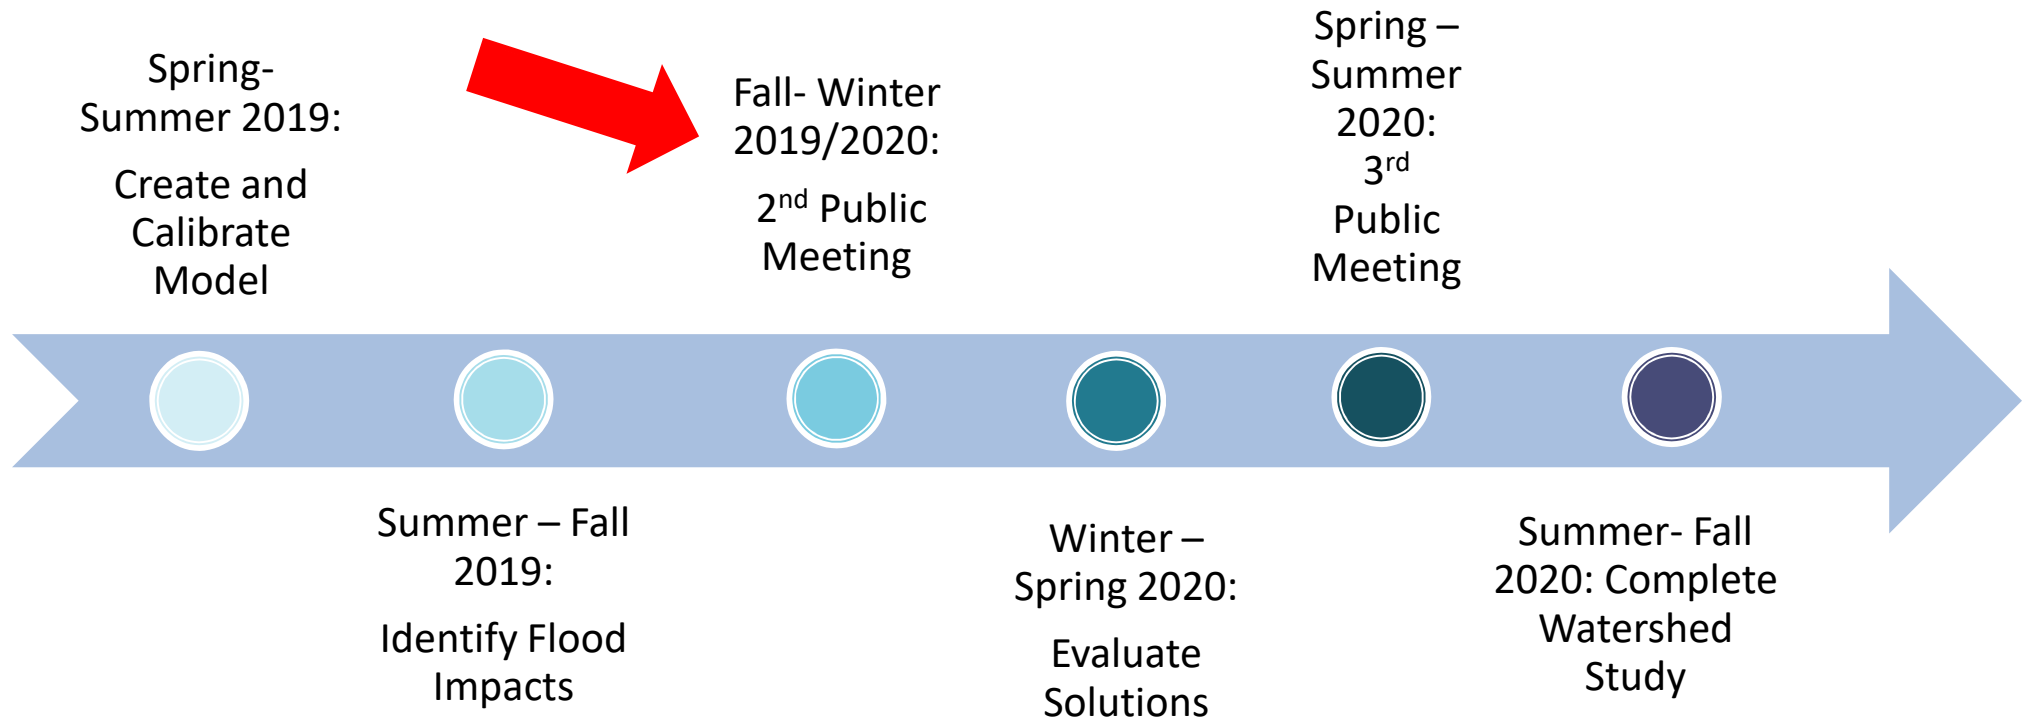 Spring-
Summer 2019:
Create and
Calibrate
Model
Summer – Fall
2019:
Identify Flood
Impacts
Fall- Winter
2019/2020:
2nd Public
Meeting
Winter –
Spring 2020:
Evaluate
Solutions
Spring –
Summer
2020:
3rd
Public
Meeting
Summer- Fall
2020: Complete
Watershed
Study